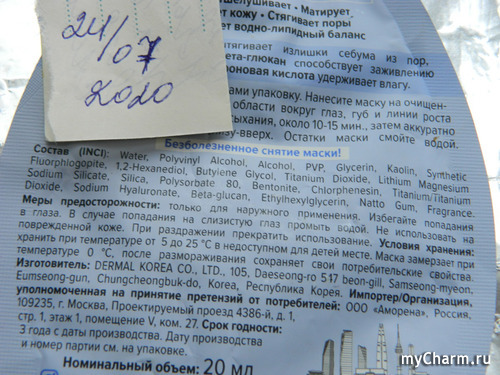 шелушивает • Матирует
ет кожу • Стягивает поры
ет водно-липидный баланс
24/07
2020
тягивает излишки себума из пор,
ета-глюкан способствует заживлению
роновая кислота удерживает влагу.
ами упаковку. Нанесите маску на очищен-
области вокруг глаз, губ и линии роста
ыхания, около 10-15 мин., затем аккуратно
изу-вверх. Остатки маски смойте водой.
Безболезненное снятие маски!
Состав (INCI): Water, Polyvinyl Alcohol, Alcohol, PVP, Glycerin, Kaolin, Synthetic
Fluorphlogopite, 1,2-Hexanediol, Butylene Glycol, Titanium Dioxide, Lithium Magnesium
Sodium Silicate, Silica, Polysorbate 80, Bentonite, Chlorphenesin, Titanium/Titanium
Dioxide, Sodium Hyaluronate, Beta-glucan, Ethylhexylglycerin, Natto Gum, Fragrance.
Меры предосторожности: только для наружного применения. Избегайте попадания
в глаза. В случае попадания на слизистую глаз промыть водой. Не использовать на
поврежденной коже. При раздражении прекратить использование. Условия хранения:
хранить при температуре от 5 до 25 °С в недоступном для детей месте. Маска замерзает при
температуре 0 °С, после размораживания сохраняет свои потребительские свойства.
Изготовитель: DERMAL KOREA CO., LTD., 105, Daeseong-ro 517 beon-gill, Samseong-myeon,
Eumseong-gun, Chungcheongbuk-do, Korea, Республика Корея. Импортер/Организация,
уполномоченная на принятие претензий от потребителей: ООО «Аморена», Россия,
109235, г. Москва, Проектируемый проезд 4386-й, д. 1,
стр. 1, этаж 1, помещение V, ком. 27. Срок годности:
3 года с даты производства. Дату производства
и номер партии см. на упаковке.
Номинальный объем: 20 мл
myCharm.ru